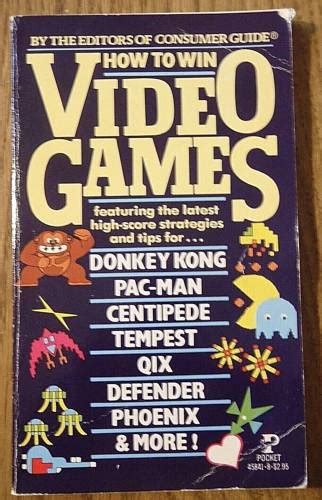 BY THE EDITORS OF CONSUMER GUIDE®
HOW TO WIN
VIDEO
GAMES
featuring the latest
high-score strategies
and tips for...
DONKEY KONG
PAC-MAN
CENTIPEDE
TEMPEST
QIX
DEFENDER
PHOENIX
& MORE!
POCKET
45841-8·$2.95